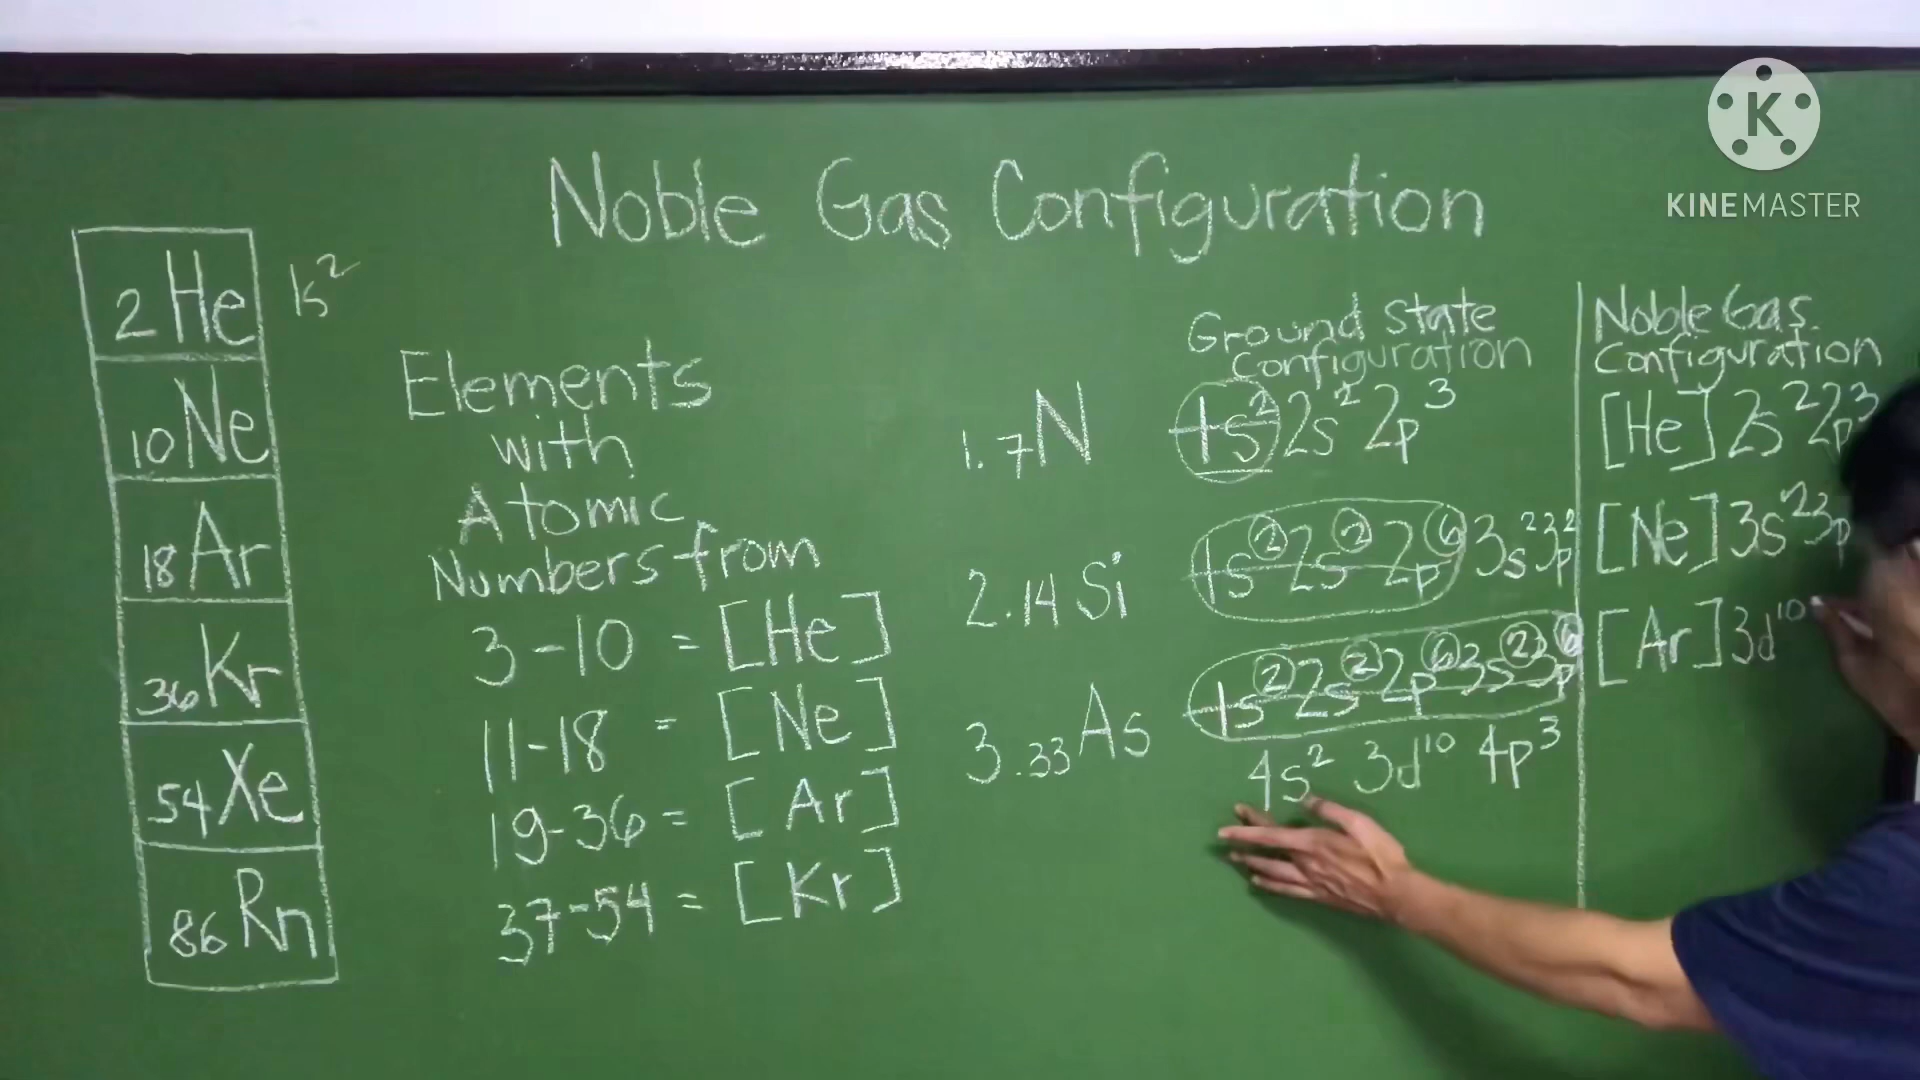 KINEMASTER
Noble Gas Configuration
2 He 1s²
10 Ne
18 Ar
36 Kr
54 Xe
86 Rn
Elements
with
Atomic
Numbers from
3-10 = [He]
11-18 = [Ne]
19-36 = [Ar]
37-54 = [Kr]
Ground State
Configuration
1. 7 N 1s² 2s² 2p³
2. 14 Si 1s² 2s² 2p⁶ 3s² 3p²
3. 33 As 1s² 2s² 2p⁶ 3s² 3p⁶
4s² 3d¹⁰ 4p³
Noble Gas
Configuration
[He] 2s² 2p³
[Ne] 3s² 3p
[Ar] 3d¹⁰